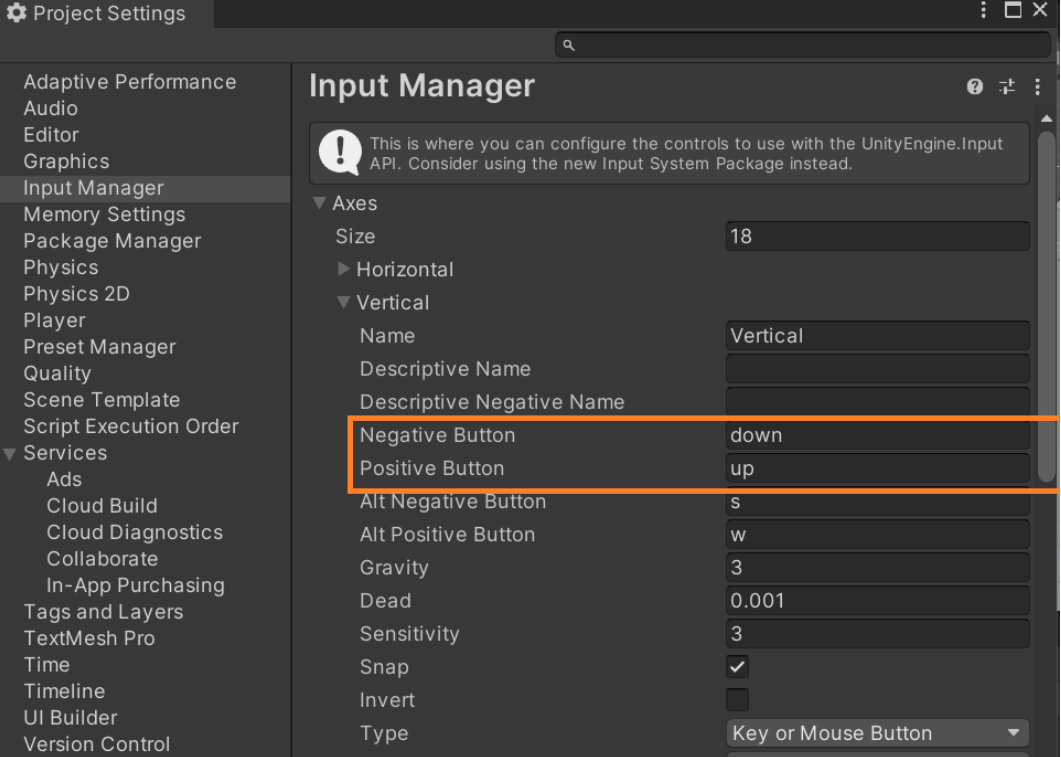 Project Settings
Adaptive Performance
Audio
Editor
Graphics
Input Manager
Memory Settings
Package Manager
Physics
Physics 2D
Player
Preset Manager
Quality
Scene Template
Script Execution Order
Services
Ads
Cloud Build
Cloud Diagnostics
Collaborate
In-App Purchasing
Tags and Layers
TextMesh Pro
Time
Timeline
UI Builder
Version Control
Input Manager
This is where you can configure the controls to use with the UnityEngine.Input
API. Consider using the new Input System Package instead.
Axes
Size 18
Horizontal
Vertical
Name Vertical
Descriptive Name
Descriptive Negative Name
Negative Button down
Positive Button up
Alt Negative Button s
Alt Positive Button w
Gravity 3
Dead 0.001
Sensitivity 3
Snap
Invert
Type Key or Mouse Button